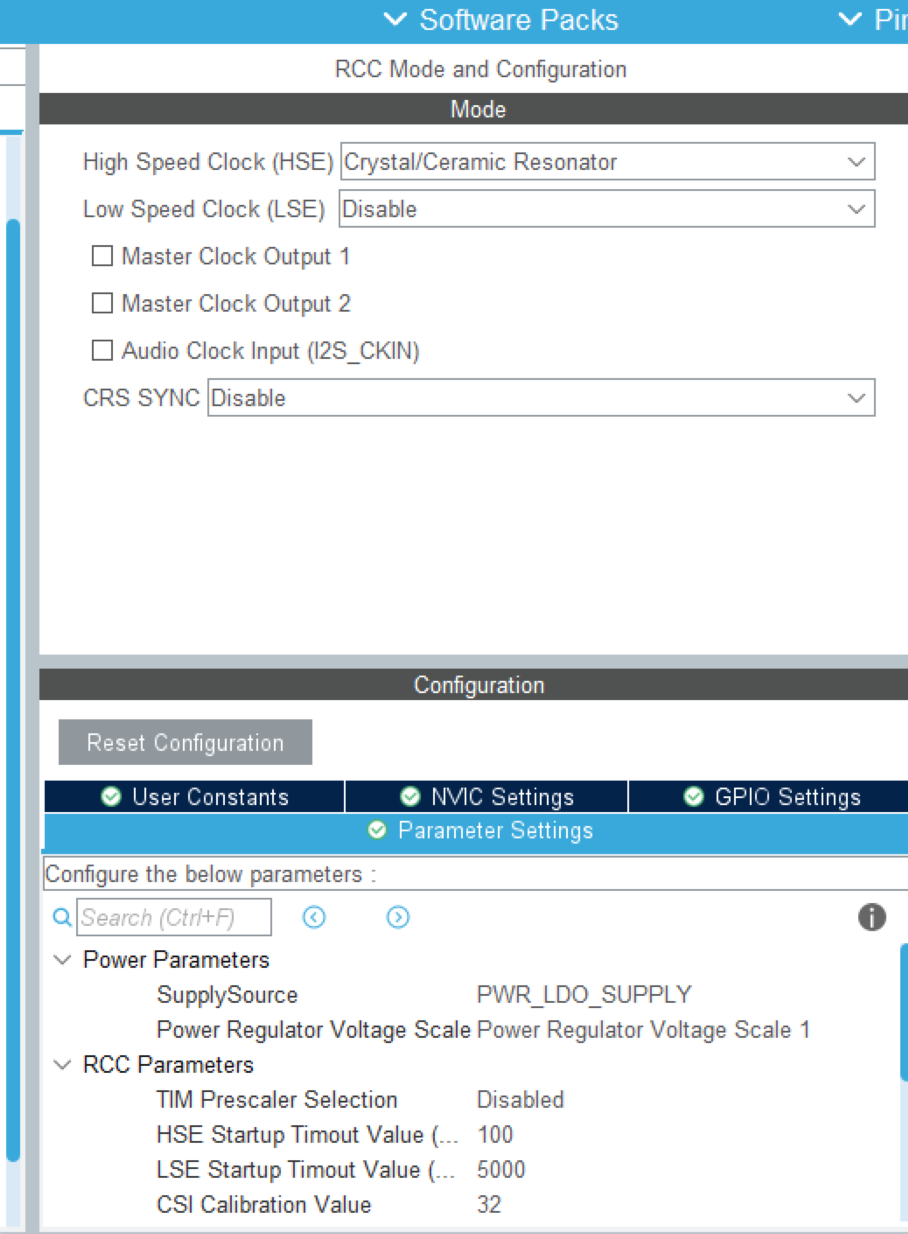 Software Packs
RCC Mode and Configuration
Mode
High Speed Clock (HSE) Crystal/Ceramic Resonator
Low Speed Clock (LSE) Disable
Master Clock Output 1
Master Clock Output 2
Audio Clock Input (I2S_CKIN)
CRS SYNC Disable
Configuration
Reset Configuration
User Constants NVIC Settings GPIO Settings
Parameter Settings
Configure the below parameters :
Search (Ctrl+F)
Power Parameters
SupplySource PWR_LDO_SUPPLY
Power Regulator Voltage Scale Power Regulator Voltage Scale 1
RCC Parameters
TIM Prescaler Selection Disabled
HSE Startup Timout Value (... 100
LSE Startup Timout Value (... 5000
CSI Calibration Value 32